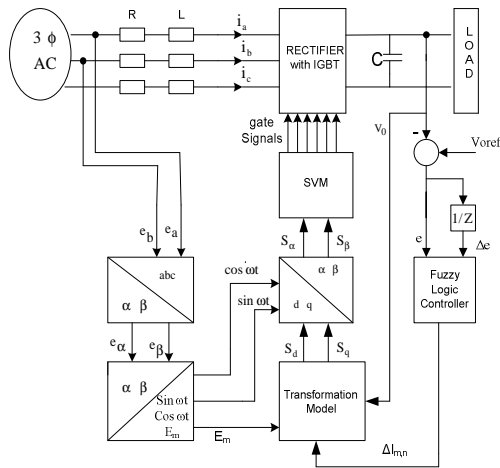 3 ϕ
AC
R
L
i_a
i_b
i_c
RECTIFIER
with IGBT
C
LOAD
gate
Signals
v_0
-
Voref
SVM
1/Z
e_b
e_a
S_α
S_β
e
Δe
abc
α β
cos ωt
sin ωt
α β
d q
Fuzzy
Logic
Controller
e_α
e_β
S_d
S_q
α β
Sin ωt
Cos ωt
E_m
E_m
Transformation
Model
ΔI_m,n